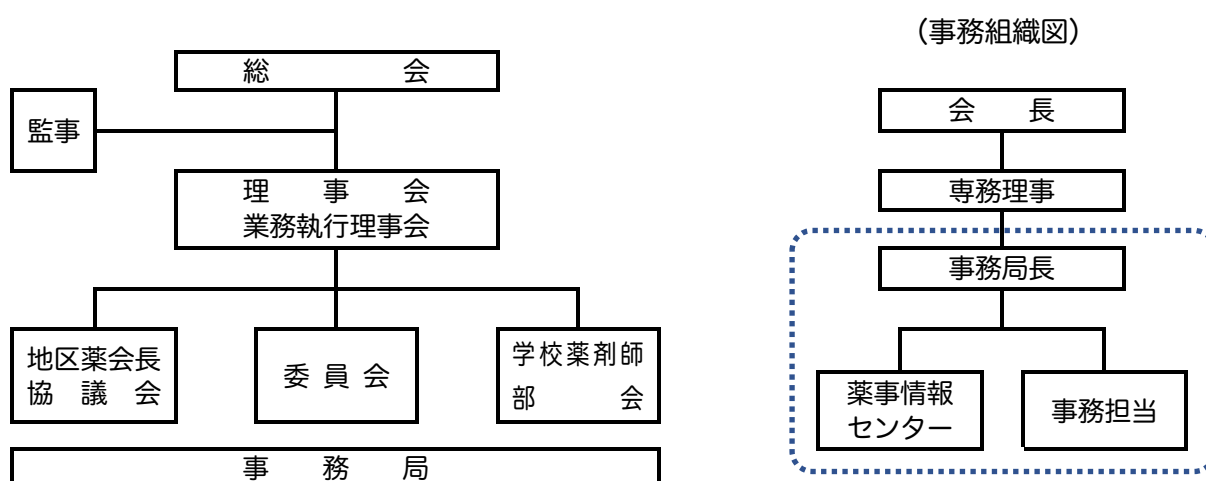 総　会
監事
理　事　会
業務執行理事会
地区薬会長
協　議　会
委 員 会
学校薬剤師
部　会
事　務　局
（事務組織図）
会　長
専務理事
事務局長
薬事情報
センター
事務担当